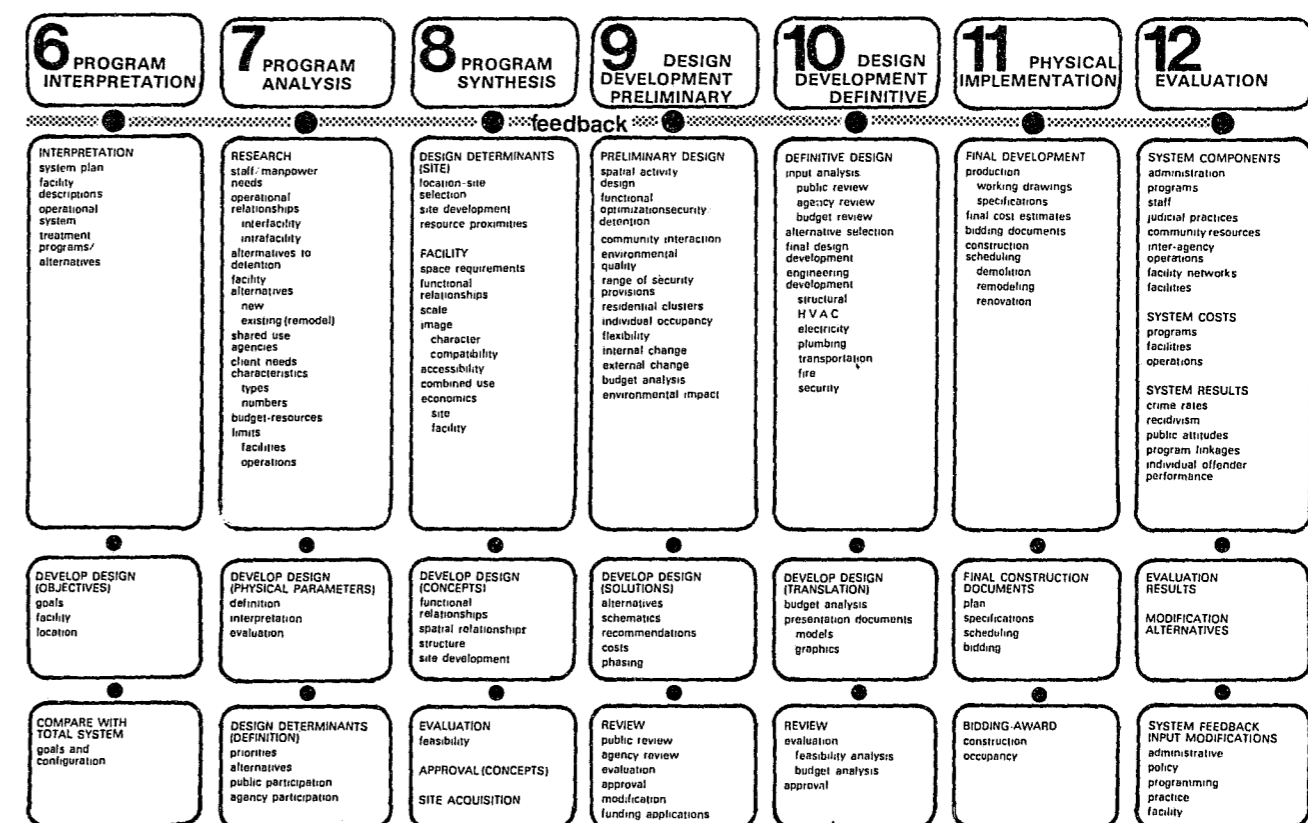 6 PROGRAM
INTERPRETATION
7 PROGRAM
ANALYSIS
8 PROGRAM
SYNTHESIS
9 DESIGN
DEVELOPMENT
PRELIMINARY
10 DESIGN
DEVELOPMENT
DEFINITIVE
11 PHYSICAL
IMPLEMENTATION
12
EVALUATION
feedback
INTERPRETATION
system plan
facility
descriptions
operational
system
treatment
programs/
alternatives
RESEARCH
staff/manpower
needs
operational
relationships
interfacility
intrafacility
alternatives to
detention
facility
alternatives
new
existing (remodel)
shared use
agencies
client needs
characteristics
types
numbers
budget-resources
limits
facilities
operations
DESIGN DETERMINANTS
(SITE)
location-site
selection
site development
resource proximities
FACILITY
space requirements
functional
relationships
scale
image
character
compatibility
accessibility
combined use
economics
site
facility
PRELIMINARY DESIGN
spatial activity
design
functional
optimizationsecurity
detention
community interaction
environmental
quality
range of security
provisions
residential clusters
individual occupancy
flexibility
internal change
external change
budget analysis
environmental impact
DEFINITIVE DESIGN
input analysis
public review
agency review
budget review
alternative selection
final design
development
engineering
development
structural
H V A C
electricity
plumbing
transportation
fire
security
FINAL DEVELOPMENT
production
working drawings
specifications
final cost estimates
bidding documents
construction
scheduling
demolition
remodeling
renovation
SYSTEM COMPONENTS
administration
programs
staff
judicial practices
community resources
inter-agency
operations
facility networks
facilities
SYSTEM COSTS
programs
facilities
operations
SYSTEM RESULTS
crime rates
recidivism
public attitudes
program linkages
individual offender
performance
DEVELOP DESIGN
(OBJECTIVES)
goals
facility
location
DEVELOP DESIGN
(PHYSICAL PARAMETERS)
definition
interpretation
evaluation
DEVELOP DESIGN
(CONCEPTS)
functional
relationships
spatial relationships
structure
site development
DEVELOP DESIGN
(SOLUTIONS)
alternatives
schematics
recommendations
costs
phasing
DEVELOP DESIGN
(TRANSLATION)
budget analysis
presentation documents
models
graphics
FINAL CONSTRUCTION
DOCUMENTS
plan
specifications
scheduling
bidding
EVALUATION
RESULTS
MODIFICATION
ALTERNATIVES
COMPARE WITH
TOTAL SYSTEM
goals and
configuration
DESIGN DETERMINANTS
(DEFINITION)
priorities
alternatives
public participation
agency participation
EVALUATION
feasibility
APPROVAL (CONCEPTS)
SITE ACQUISITION
REVIEW
public review
agency review
evaluation
approval
modification
funding applications
REVIEW
evaluation
feasibility analysis
budget analysis
approval
BIDDING-AWARD
construction
occupancy
SYSTEM FEEDBACK
INPUT MODIFICATIONS
administrative
policy
programming
practice
facility